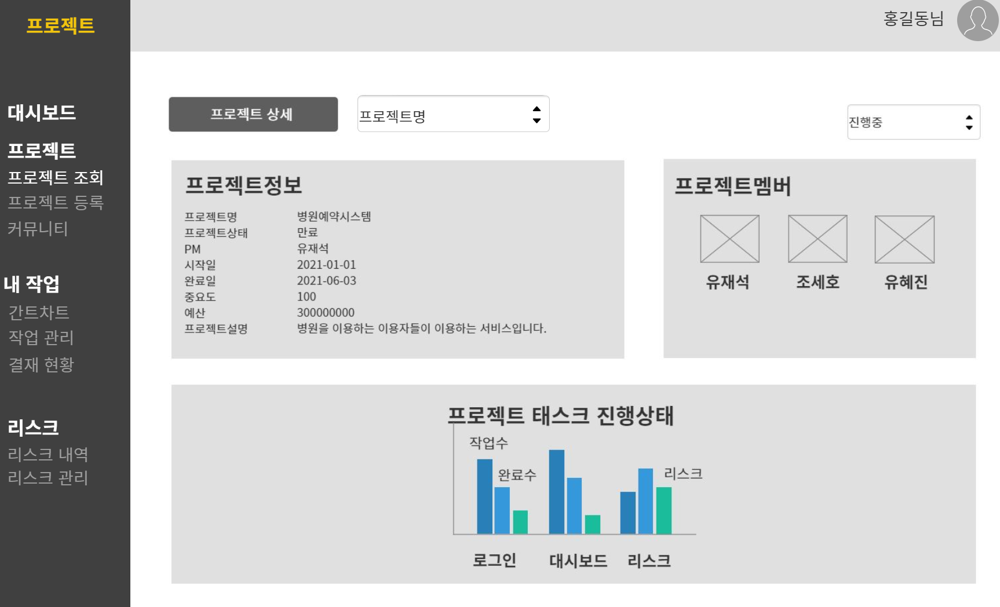 프로젝트
홍길동님
대시보드
프로젝트
프로젝트 조회
프로젝트 등록
커뮤니티
내 작업
간트차트
작업 관리
결재 현황
리스크
리스크 내역
리스크 관리
프로젝트 상세
프로젝트명
진행중
프로젝트정보
프로젝트명 병원예약시스템
프로젝트상태 만료
PM 유재석
시작일 2021-01-01
완료일 2021-06-03
중요도 100
예산 300000000
프로젝트설명 병원을 이용하는 이용자들이 이용하는 서비스입니다.
프로젝트멤버
유재석 조세호 유혜진
프로젝트 태스크 진행상태
작업수
완료수
리스크
로그인 대시보드 리스크